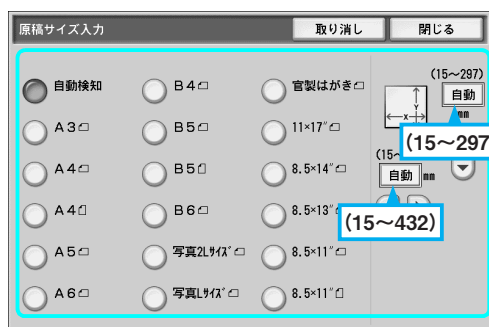 原稿サイズ入力
取り消し
閉じる
自動検知
A3
A4
A4
A5
A6
B4
B5
B5
B6
写真2Lサイズ
写真Lサイズ
官製はがき
11×17"
8.5×14"
8.5×13"
8.5×11"
8.5×11"
(15~297)
自動
mm
Y
X
(15~297
(15~
自動 mm
(15~432)